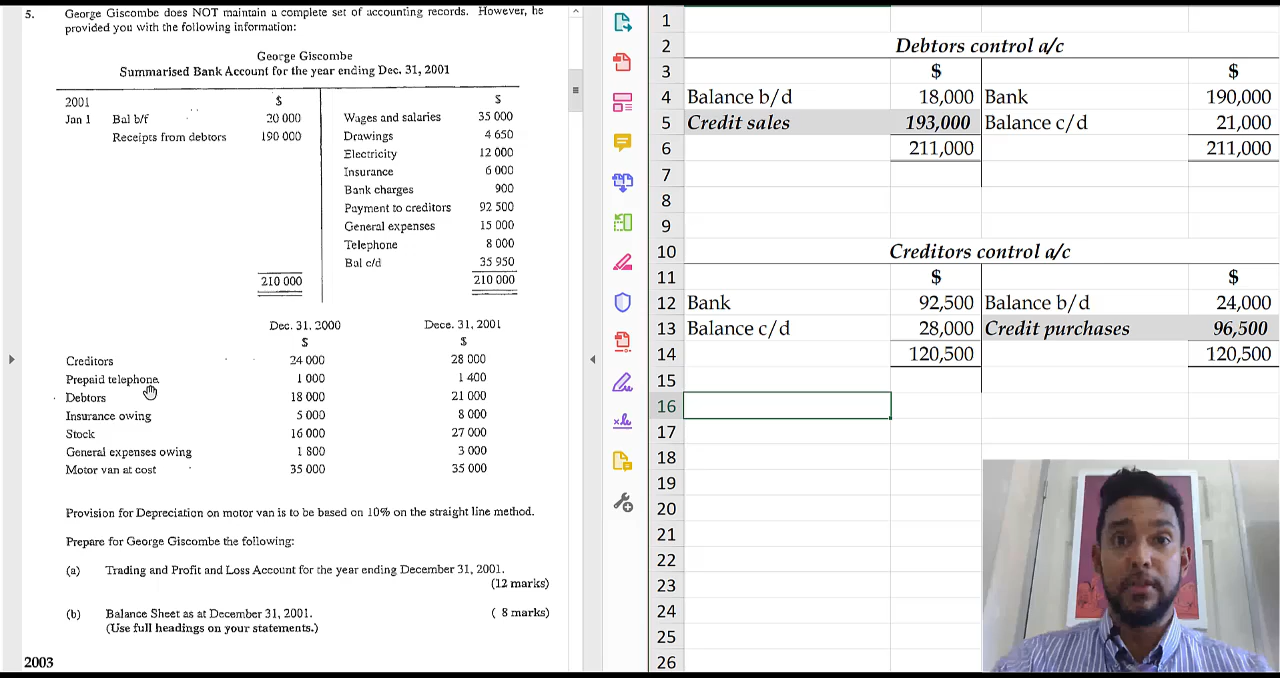 5. George Giscombe does NOT maintain a complete set of accounting records. However, he
provided you with the following information:
George Giscombe
Summarised Bank Account for the year ending Dec. 31, 2001
2001 $ $
Jan 1 Bal b/f 20 000 Wages and salaries 35 000
Receipts from debtors 190 000 Drawings 4 650
Electricity 12 000
Insurance 6 000
Bank charges 900
Payment to creditors 92 500
General expenses 15 000
Telephone 8 000
Bal c/d 35 950
210 000 210 000
Dec. 31, 2000 Dece. 31, 2001
$ $
Creditors 24 000 28 000
Prepaid telephone 1 000 1 400
Debtors 18 000 21 000
Insurance owing 5 000 8 000
Stock 16 000 27 000
General expenses owing 1 800 3 000
Motor van at cost 35 000 35 000
Provision for Depreciation on motor van is to be based on 10% on the straight line method.
Prepare for George Giscombe the following:
(a) Trading and Profit and Loss Account for the year ending December 31, 2001.
(12 marks)
(b) Balance Sheet as at December 31, 2001. ( 8 marks)
(Use full headings on your statements.)
2003
1
2 Debtors control a/c
3 $ $
4 Balance b/d 18,000 Bank 190,000
5 Credit sales 193,000 Balance c/d 21,000
6 211,000 211,000
7
8
9
10 Creditors control a/c
11 $ $
12 Bank 92,500 Balance b/d 24,000
13 Balance c/d 28,000 Credit purchases 96,500
14 120,500 120,500
15
16
17
18
19
20
21
22
23
24
25
26